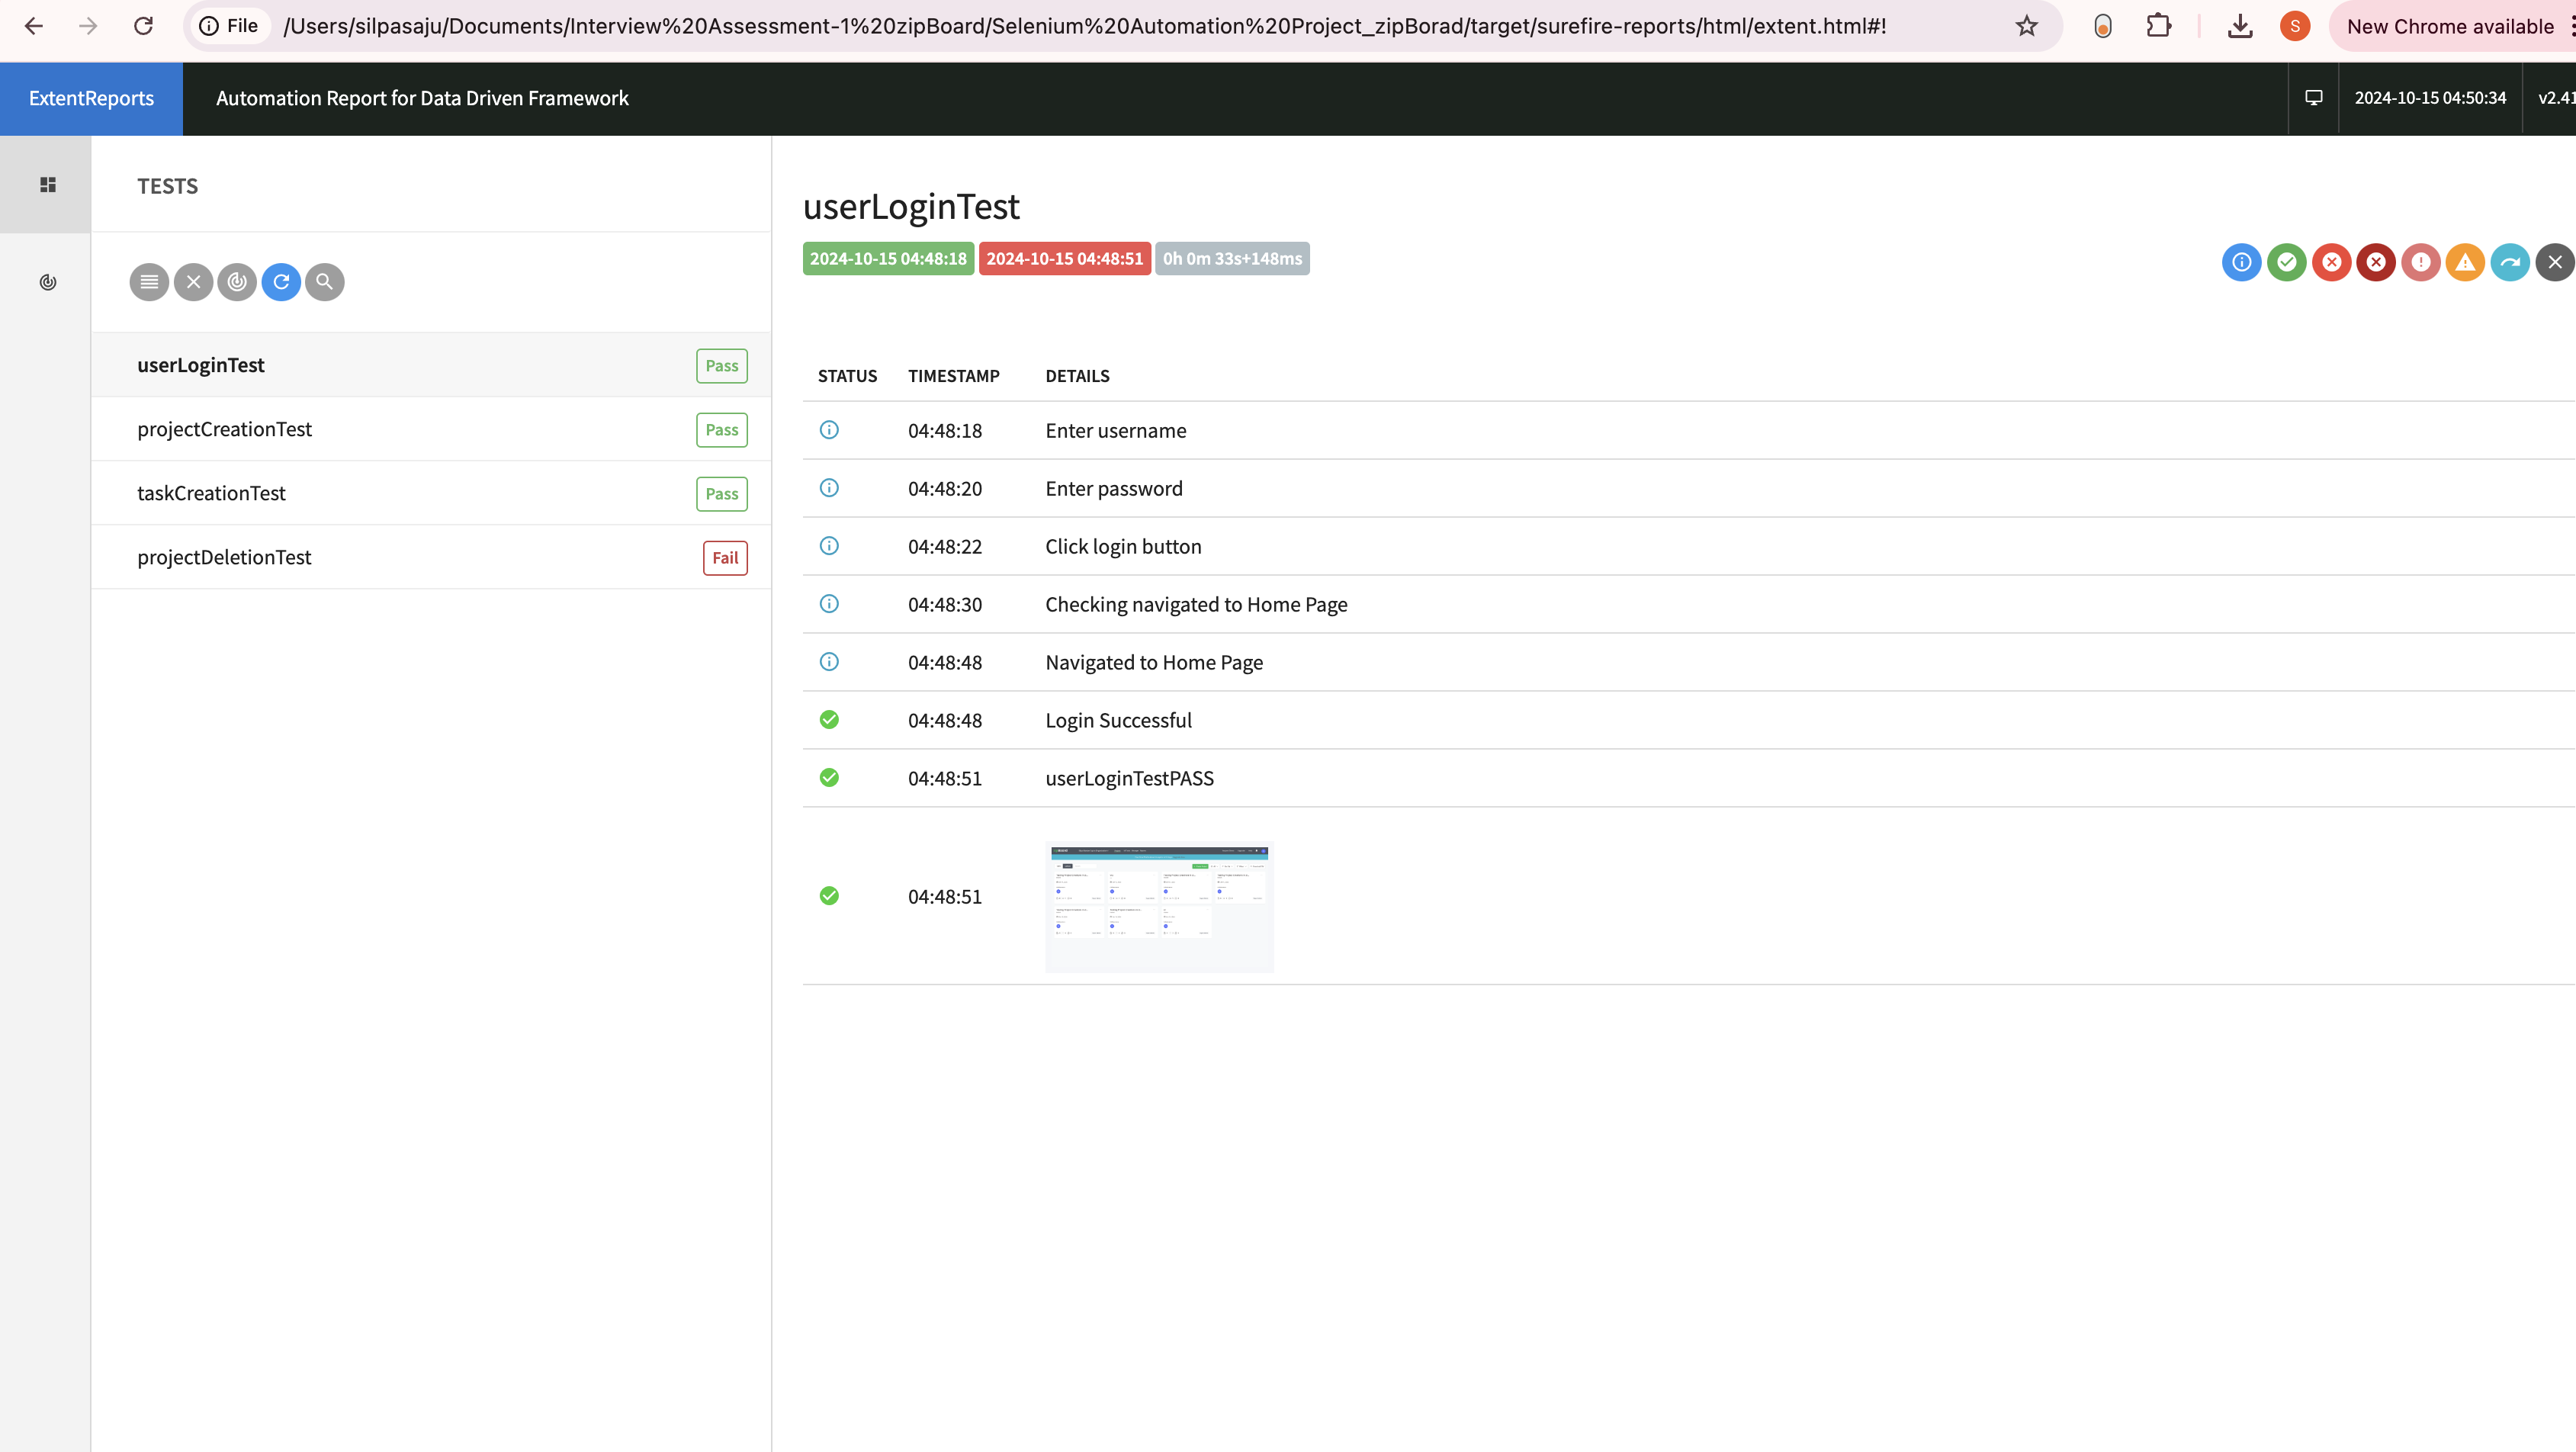 File /Users/silpasaju/Documents/Interview%20Assessment-1%20zipBoard/Selenium%20Automation%20Project_zipBorad/target/surefire-reports/html/extent.html#! S New Chrome available
ExtentReports Automation Report for Data Driven Framework 2024-10-15 04:50:34 v2.41
TESTS
userLoginTest Pass
projectCreationTest Pass
taskCreationTest Pass
projectDeletionTest Fail
userLoginTest
2024-10-15 04:48:18 2024-10-15 04:48:51 0h 0m 33s+148ms
STATUS TIMESTAMP DETAILS
04:48:18 Enter username
04:48:20 Enter password
04:48:22 Click login button
04:48:30 Checking navigated to Home Page
04:48:48 Navigated to Home Page
04:48:48 Login Successful
04:48:51 userLoginTestPASS
04:48:51